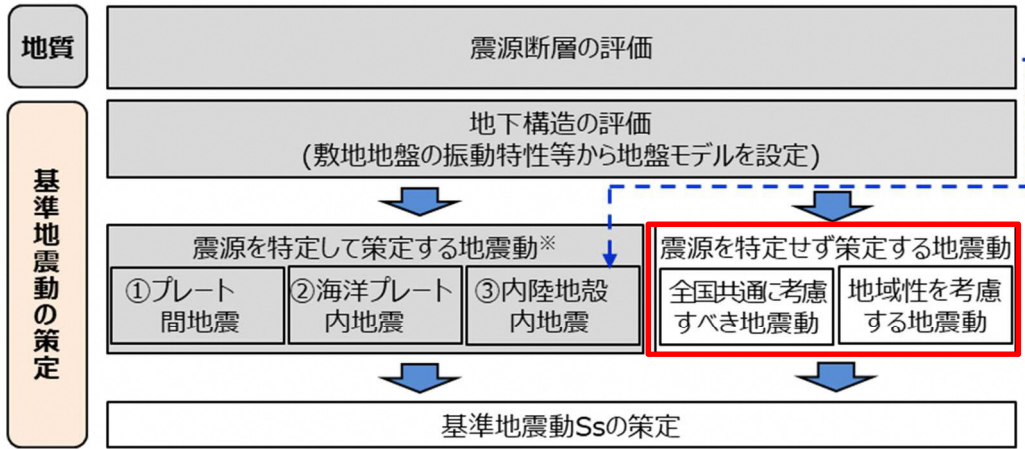 地質
震源断層の評価
基準地震動の策定
地下構造の評価
(敷地地盤の振動特性等から地盤モデルを設定)
震源を特定して策定する地震動※
①プレート
間地震
②海洋プレート
内地震
③内陸地殻
内地震
震源を特定せず策定する地震動
全国共通に考慮
すべき地震動
地域性を考慮
する地震動
基準地震動Ssの策定